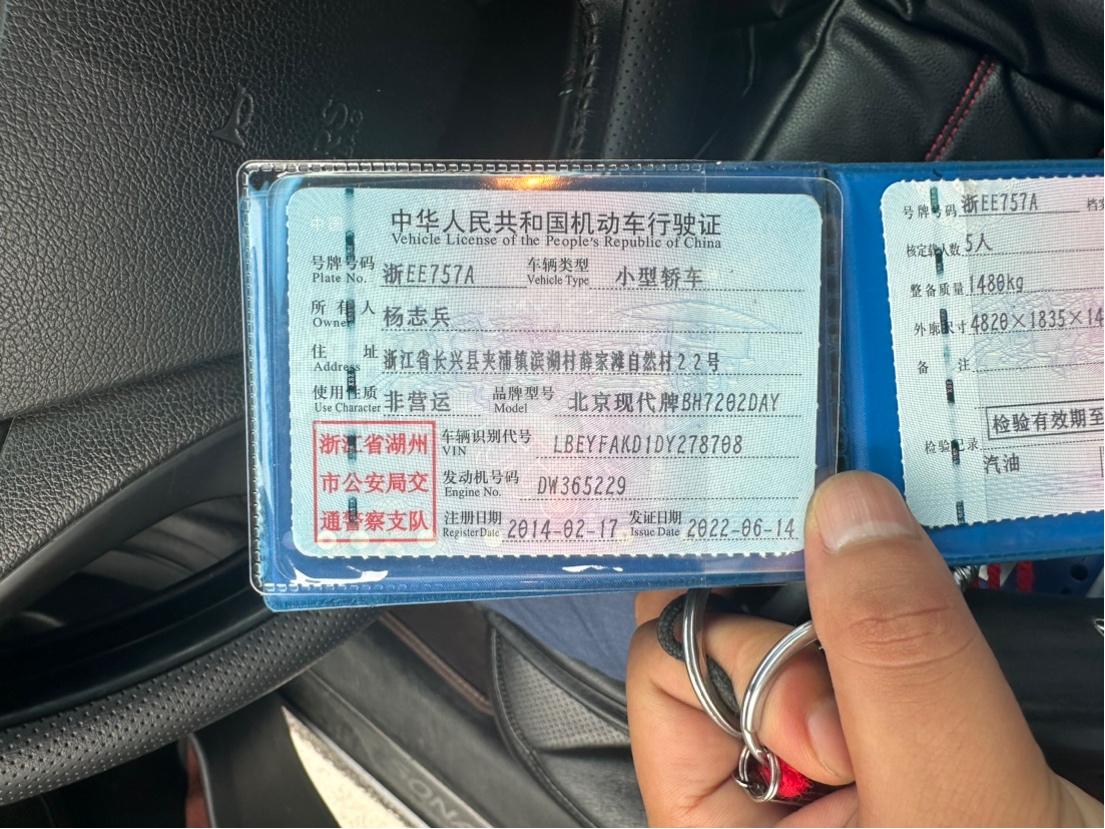 中华人民共和国机动车行驶证
Vehicle License of the People's Republic of China
号牌号码 浙EE757A 车辆类型 小型轿车
Plate No. Vehicle Type
所有人 杨志兵
Owner
住址 浙江省长兴县夹浦镇滨湖村薛家滩自然村22号
Address
使用性质 非营运 品牌型号 北京现代牌BH7202DAY
Use Character Model
浙江省湖州
市公安局交
通警察支队
车辆识别代号 LBEYFAKD1DY278708
VIN
发动机号码 DW365229
Engine No.
注册日期 2014-02-17 发证日期 2022-06-14
Register Date Issue Date
号牌号码 浙EE757A
核定载人数 5人
整备质量 1480kg
外廓尺寸 4820×1835×14
备注
检验有效期至
检验记录
汽油